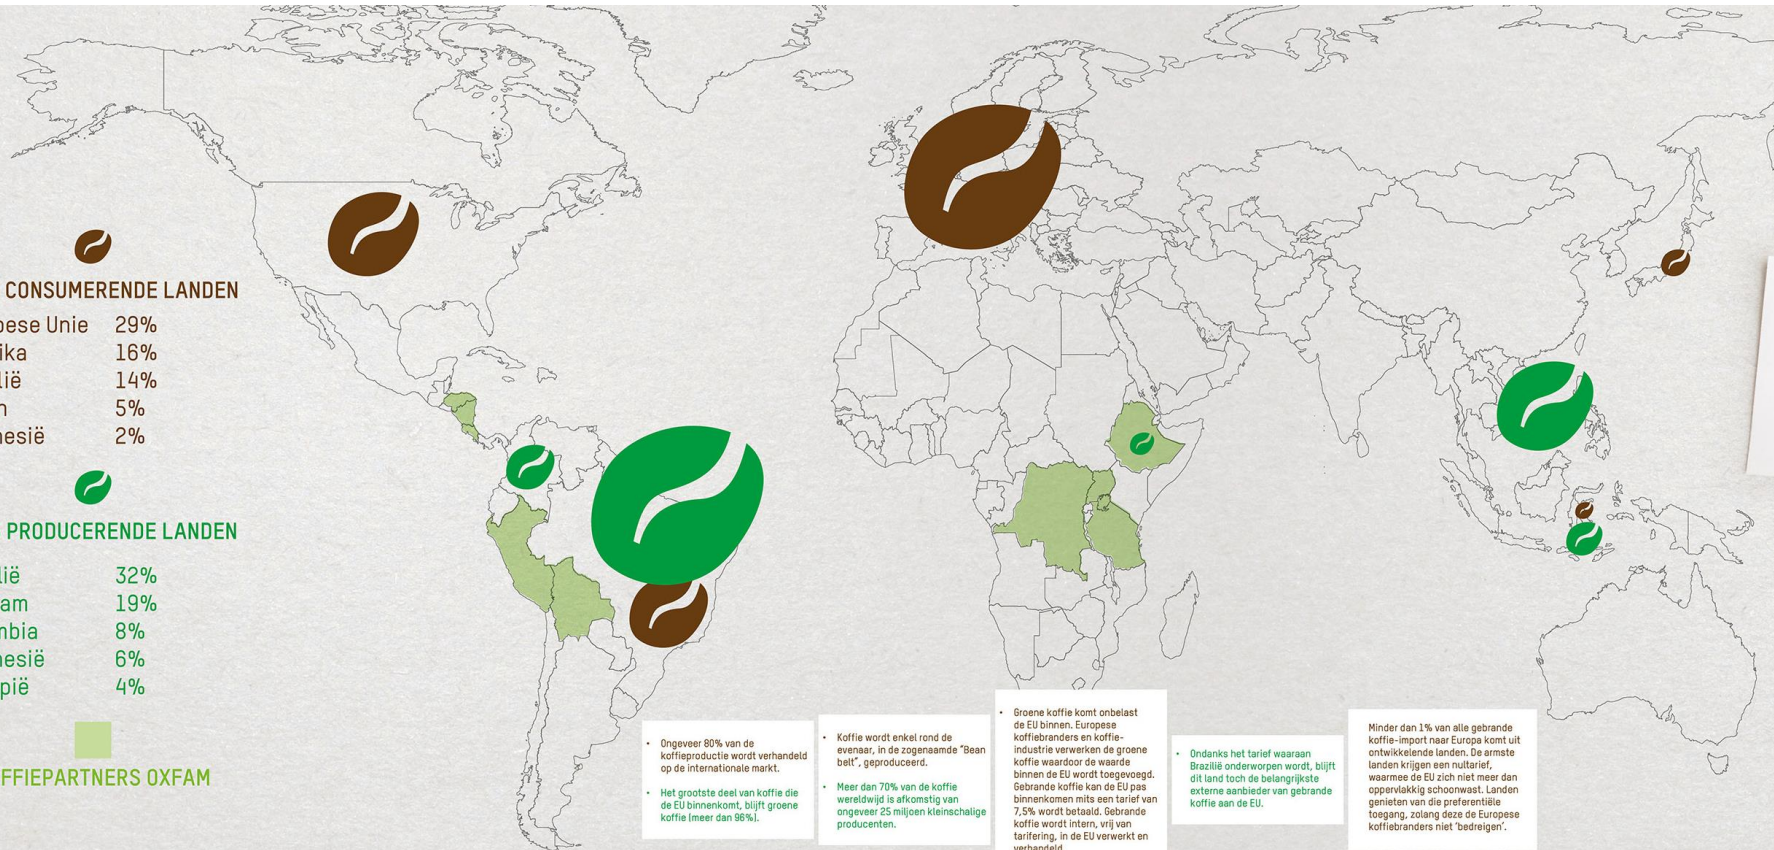 CONSUMERENDE LANDEN
pese Unie 29%
ika 16%
lië 14%
n 5%
nesië 2%
PRODUCERENDE LANDEN
lië 32%
am 19%
mbia 8%
nesië 6%
pië 4%
FFIEPARTNERS OXFAM
• Ongeveer 80% van de
koffieproductie wordt verhandeld
op de internationale markt.
• Het grootste deel van koffie die
de EU binnenkomt, blijft groene
koffie (meer dan 96%).
• Koffie wordt enkel rond de
evenaar, in de zogenaamde "Bean
belt", geproduceerd.
• Meer dan 70% van de koffie
wereldwijd is afkomstig van
ongeveer 25 miljoen kleinschalige
producenten.
• Groene koffie komt onbelast
de EU binnen. Europese
koffiebranders en koffie-
industrie verwerken de groene
koffie waardoor de waarde
binnen de EU wordt toegevoegd.
Gebrande koffie kan de EU pas
binnenkomen mits een tarief van
7,5% wordt betaald. Gebrande
koffie wordt intern, vrij van
tarifering, in de EU verwerkt en
verhandeld
• Ondanks het tarief waaraan
Brazilië onderworpen wordt, blijft
dit land toch de belangrijkste
externe aanbieder van gebrande
koffie aan de EU.
Minder dan 1% van alle gebrande
koffie-import naar Europa komt uit
ontwikkelende landen. De armste
landen krijgen een nultarief,
waarmee de EU zich niet meer dan
oppervlakkig schoonwast. Landen
genieten van die preferentiële
toegang, zolang deze de Europese
koffiebranders niet 'bedreigen'.